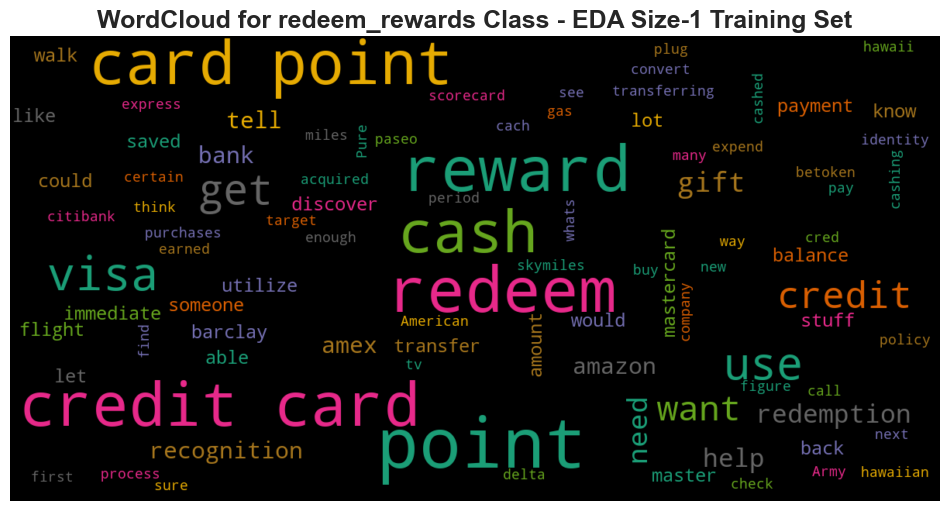 WordCloud for redeem_rewards Class - EDA Size-1 Training Set
walk
card point
plug
hawaii
convert
express
scorecard
see
transferring
cashed
payment
like
tell
gas
lot
know
saved
miles
Pure
paseo
cach
identity
bank
reward
many
expend
cashing
could
certain
get
acquired
gift
betoken
pay
citibank
think
discover
period
target
whats
purchases
enough
cash
mastercard
way
cred
earned
visa
skymiles
buy
new
balance
utilize
redeem
company
credit
immediate
someone
American
would
stuff
flight
find
barclay
amex
transfer
amount
policy
able
tv
amazon
use
let
figure
call
credit card
want
redemption
point
need
next
recognition
help
back
first
process
sure
delta
master
check
Army
hawaiian